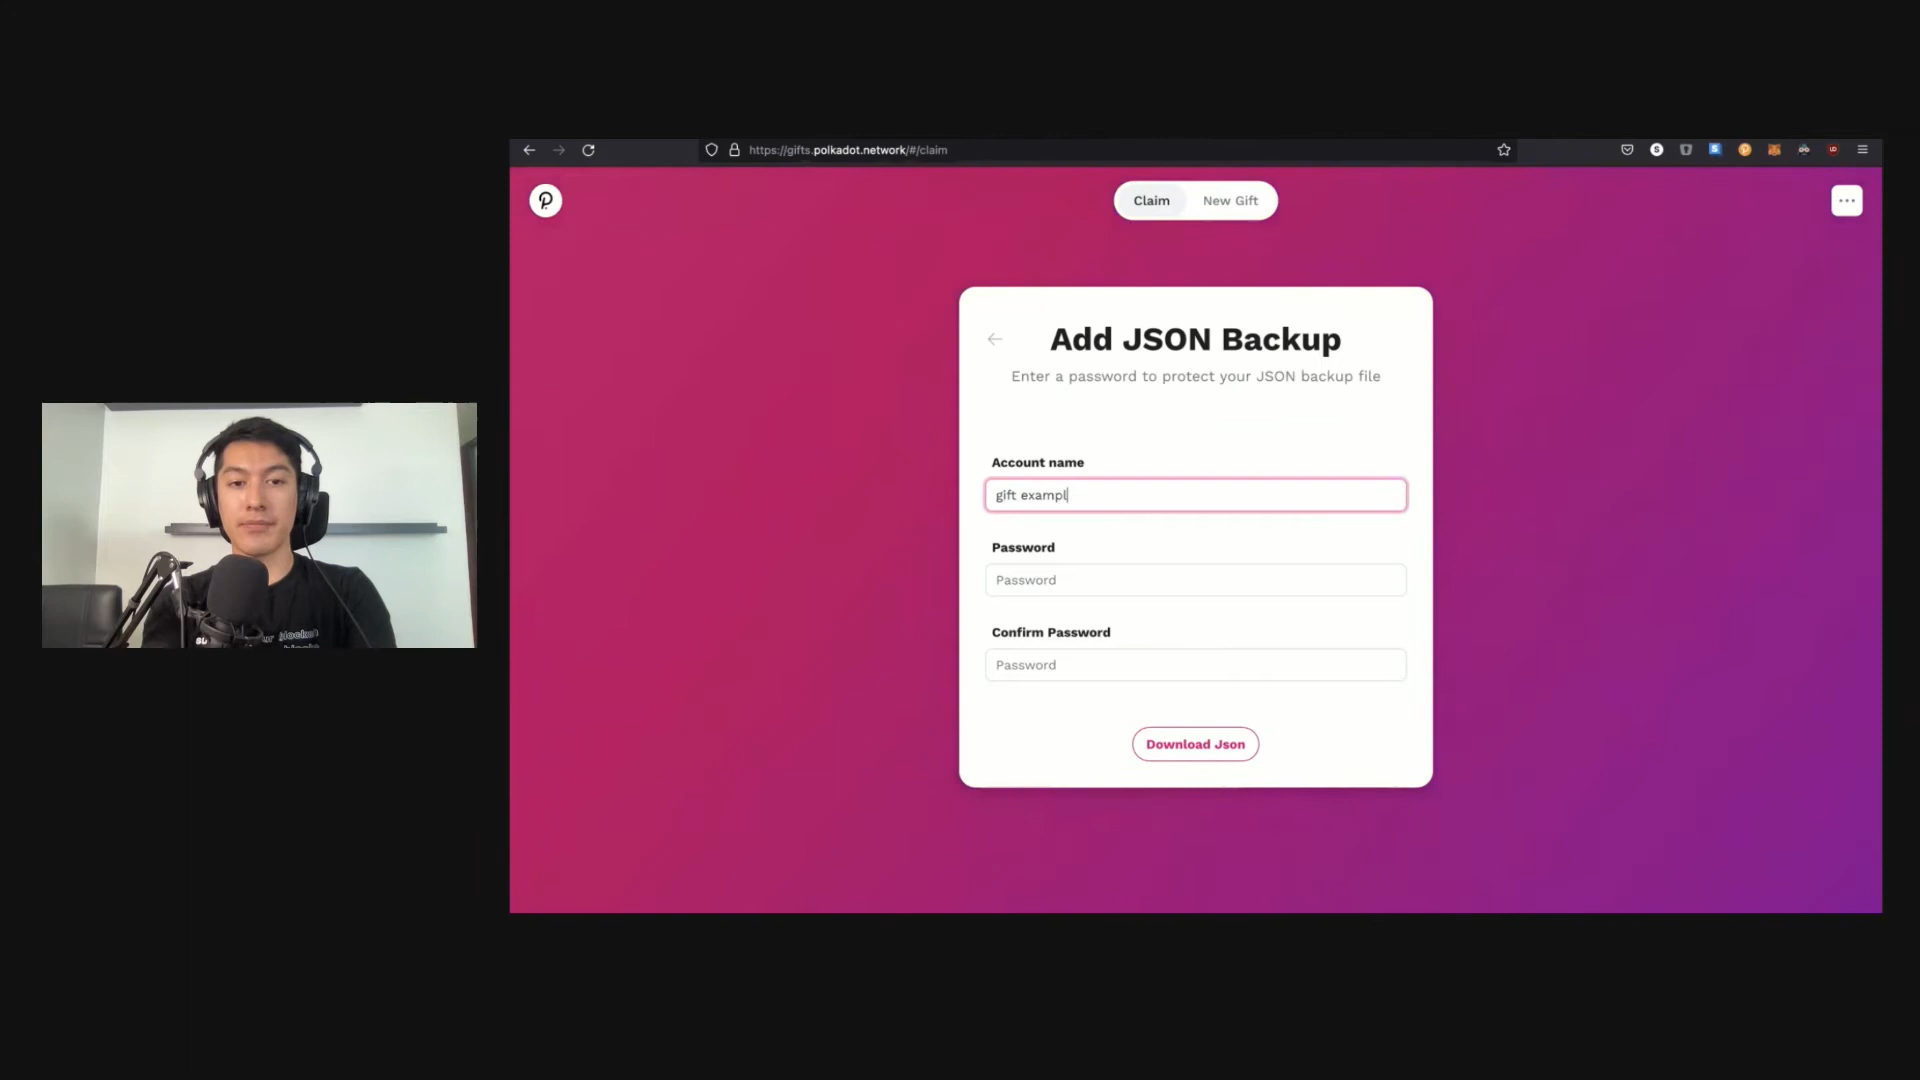 https://gifts.polkadot.network/#/claim
Claim
New Gift
Add JSON Backup
Enter a password to protect your JSON backup file
Account name
gift exampl
Password
Password
Confirm Password
Password
Download Json